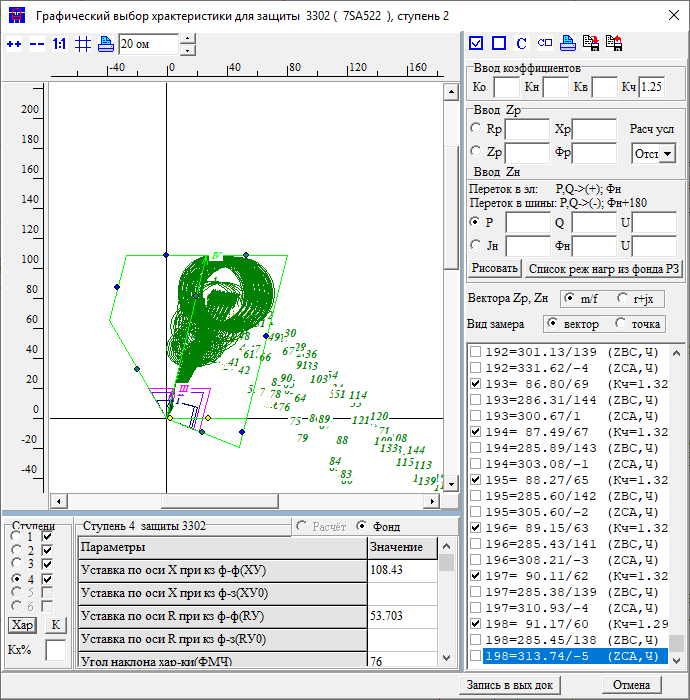 Графический выбор храктеристики для защиты 3302 ( 7SA522 ), ступень 2
++ -- 1:1 20 ом
-40 0 40 80 120 160
220
200
180
160
140
120
100
80
60
40
20
0
-20
-40
IV
III
Ступени
1
2
3
4
5
6
Хар К
Кх%
Ступень 4 защиты 3302
Расчёт Фонд
Параметры Значение
Уставка по оси X при кз ф-ф(XУ) 108.43
Уставка по оси X при кз ф-з(XУ0)
Уставка по оси R при кз ф-ф(RУ) 53.703
Уставка по оси R при кз ф-з(RУ0)
Угол наклона хар-ки(ФМЧ) 76
C
Ввод коэффициентов
Ко Кн Кв Кч 1.25
Ввод Zp
Rp Xp Расч усл
Zp Фр Отст
Ввод Zн
Переток в зл: P,Q->(+); Фн
Переток в шины: P,Q->(-); Фн+180
P Q U
Jн Фн U
Рисовать Список реж нагр из фонда РЗ
Вектора Zp, Zн m/f r+jx
Вид замера вектор точка
192=301.13/139 (ZBC,Ч)
192=331.62/-4 (ZCA,Ч)
193= 86.80/69 (Кч=1.32
193=286.31/144 (ZBC,Ч)
193=300.67/1 (ZCA,Ч)
194= 87.49/67 (Кч=1.32
194=285.89/143 (ZBC,Ч)
194=303.08/-1 (ZCA,Ч)
195= 88.27/65 (Кч=1.32
195=285.60/142 (ZBC,Ч)
195=305.60/-2 (ZCA,Ч)
196= 89.15/63 (Кч=1.32
196=285.43/141 (ZBC,Ч)
196=308.21/-3 (ZCA,Ч)
197= 90.11/62 (Кч=1.32
197=285.38/139 (ZBC,Ч)
197=310.93/-4 (ZCA,Ч)
198= 91.17/60 (Кч=1.29
198=285.45/138 (ZBC,Ч)
198=313.74/-5 (ZCA,Ч)
Запись в вых док Отмена